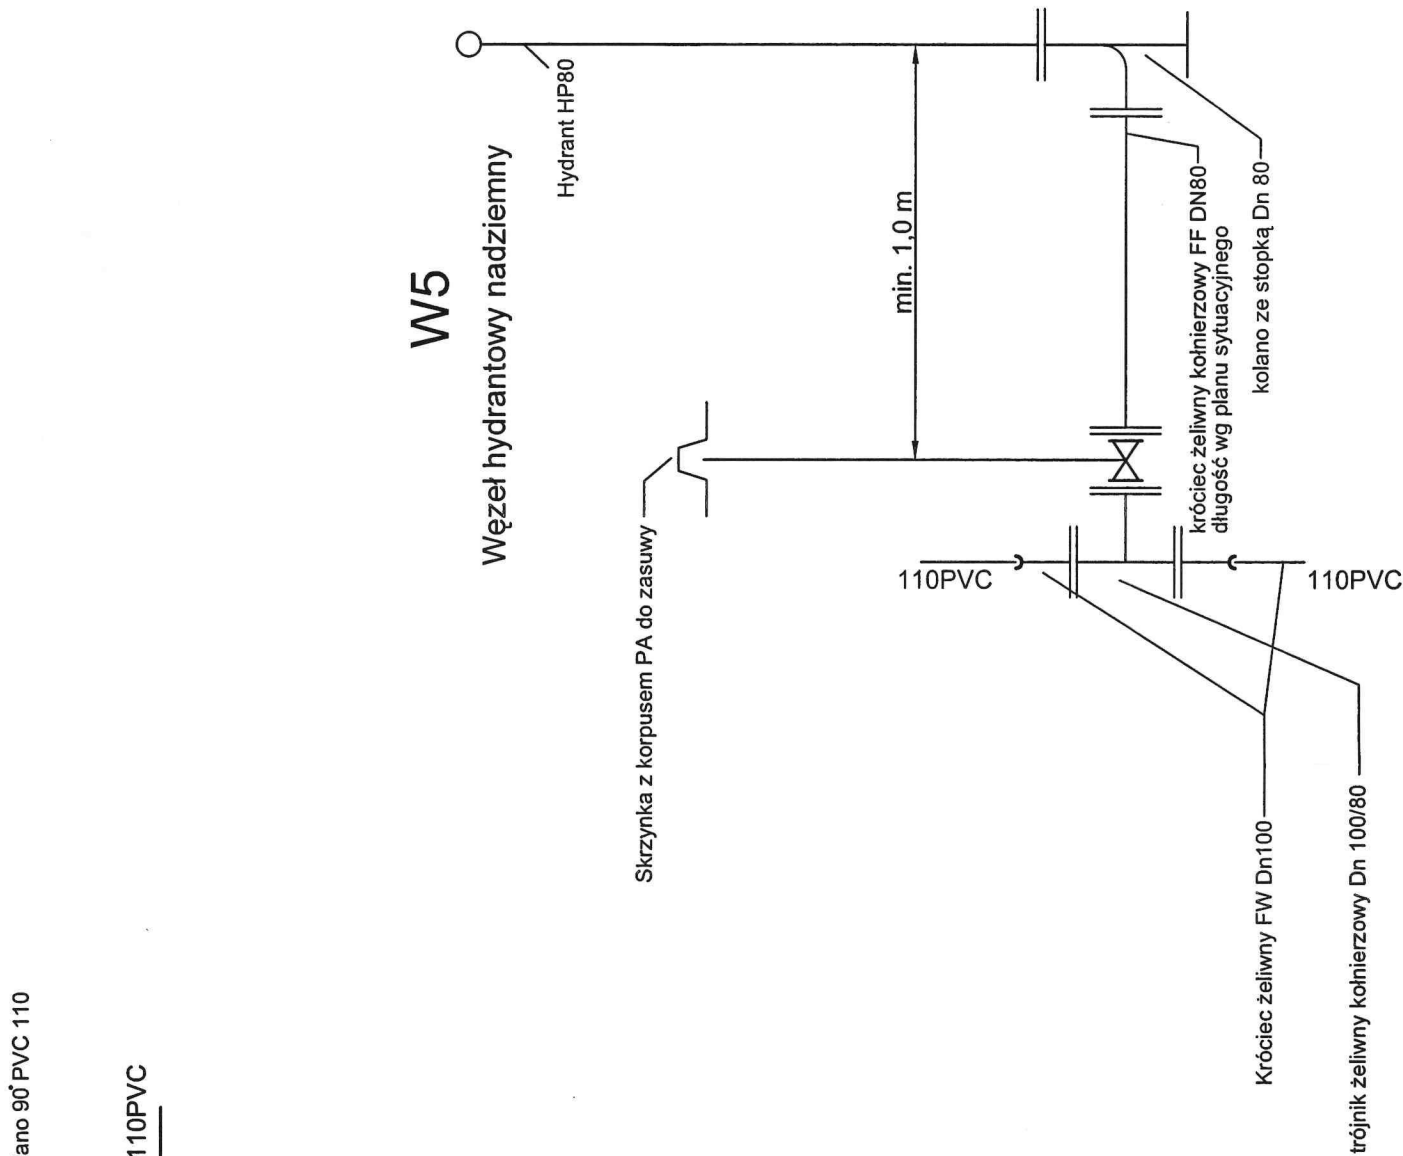 W5
Węzeł hydrantowy nadziemny
Hydrant HP80
Skrzynka z korpusem PA do zasuwy
min. 1,0 m
króciec żeliwny kołnierzowy FF DN80
długość wg planu sytuacyjnego
kolano ze stopką Dn 80
110PVC
110PVC
Króciec żeliwny FW Dn100
trójnik żeliwny kołnierzowy Dn 100/80
ano 90° PVC 110
110PVC